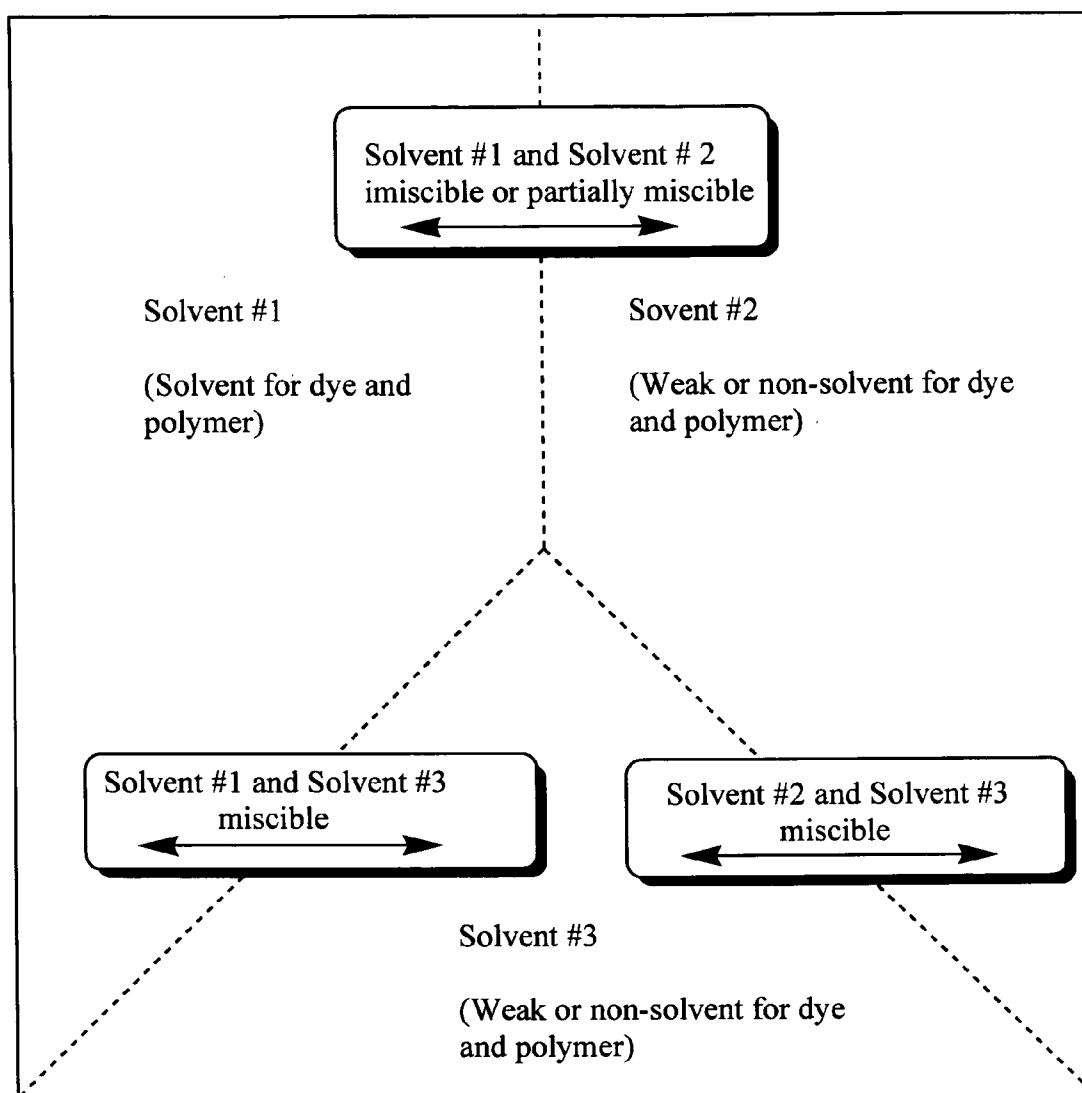 Solvent #1 and Solvent # 2
imiscible or partially miscible
Solvent #1
(Solvent for dye and
polymer)
Sovent #2
(Weak or non-solvent for dye
and polymer)
Solvent #1 and Solvent #3
miscible
Solvent #2 and Solvent #3
miscible
Solvent #3
(Weak or non-solvent for dye
and polymer)